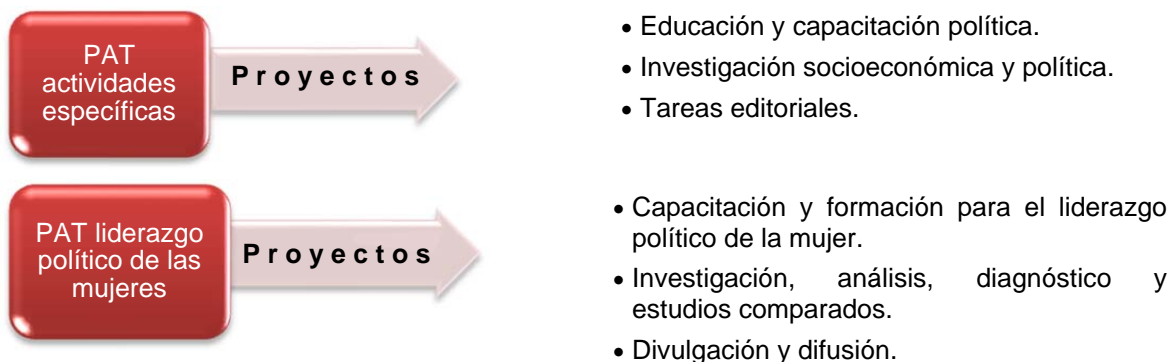 PAT
actividades
específicas
Proyectos
• Educación y capacitación política.
• Investigación socioeconómica y política.
• Tareas editoriales.
PAT liderazgo
político de las
mujeres
Proyectos
• Capacitación y formación para el liderazgo
política de la mujer.
• Investigación, análisis, diagnóstico y
estudios comparados.
• Divulgación y difusión.